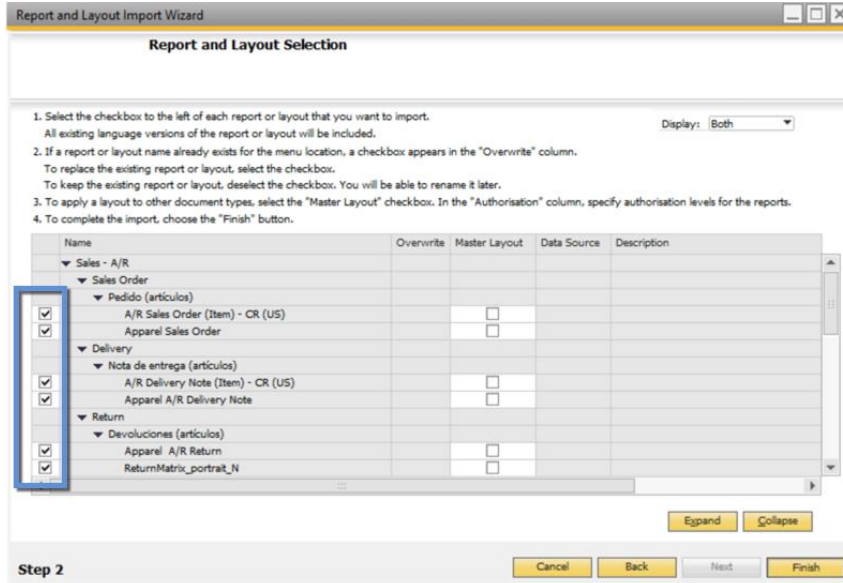 Report and Layout Import Wizard
Report and Layout Selection
1. Select the checkbox to the left of each report or layout that you want to import.
All existing language versions of the report or layout will be included.
Display: Both
2. If a report or layout name already exists for the menu location, a checkbox appears in the "Overwrite" column.
To replace the existing report or layout, select the checkbox.
To keep the existing report or layout, deselect the checkbox. You will be able to rename it later.
3. To apply a layout to other document types, select the "Master Layout" checkbox. In the "Authorisation" column, specify authorisation levels for the reports.
4. To complete the import, choose the "Finish" button.
Name Overwrite Master Layout Data Source Description
Sales - A/R
Sales Order
Pedido (artículos)
A/R Sales Order (Item) - CR (US)
Apparel Sales Order
Delivery
Nota de entrega (artículos)
A/R Delivery Note (Item) - CR (US)
Apparel A/R Delivery Note
Return
Devoluciones (artículos)
Apparel A/R Return
ReturnMatrix_portrait_N
Expand Collapse
Step 2 Cancel Back Next Finish